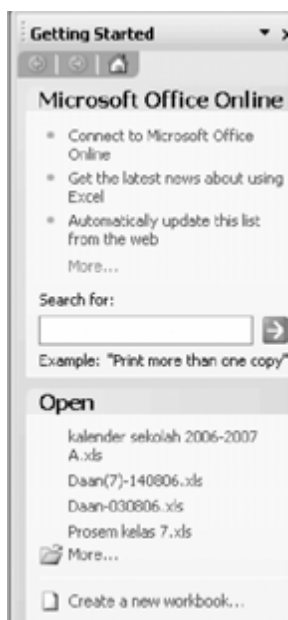 Getting Started
Microsoft Office Online
Connect to Microsoft Office
Online
Get the latest news about using
Excel
Automatically update this list
from the web
More...
Search for:
Example: "Print more than one copy"
Open
kalender sekolah 2006-2007
A.xls
Daan(7)-140806.xls
Daan-030806.xls
Prosem kelas 7.xls
More...
Create a new workbook...